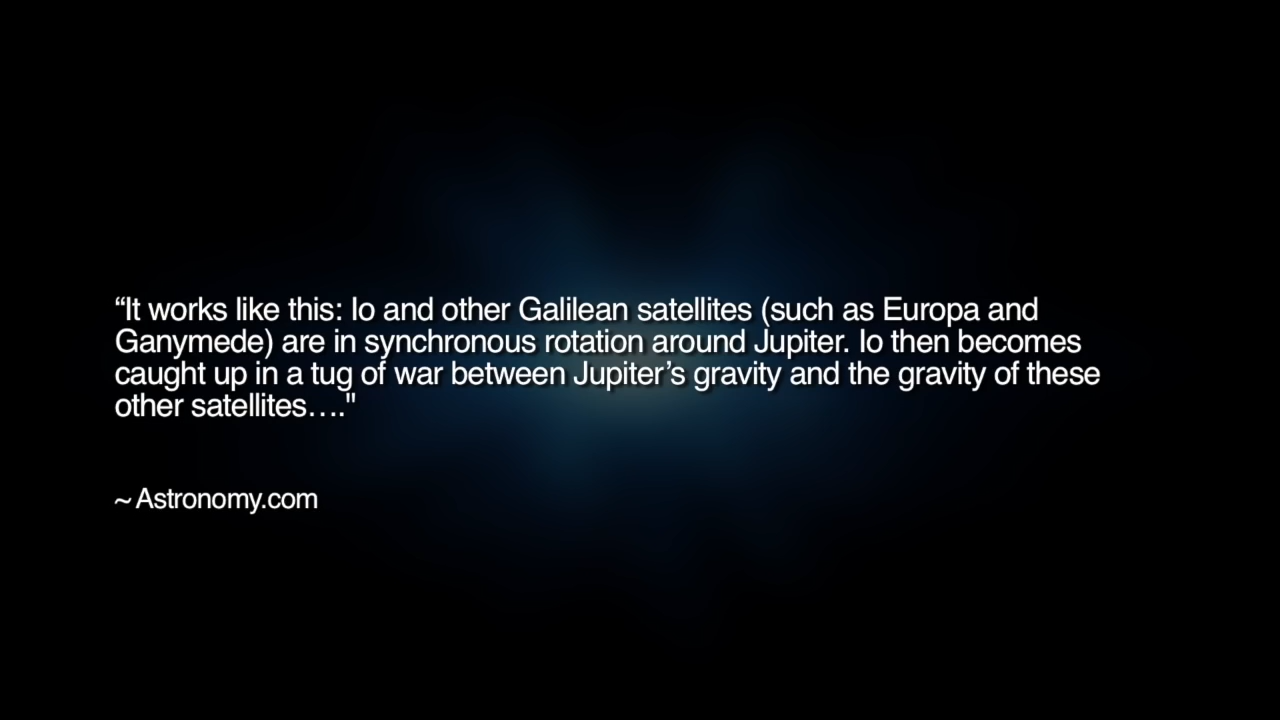 “It works like this: Io and other Galilean satellites (such as Europa and
Ganymede) are in synchronous rotation around Jupiter. Io then becomes
caught up in a tug of war between Jupiter’s gravity and the gravity of these
other satellites…."
~ Astronomy.com